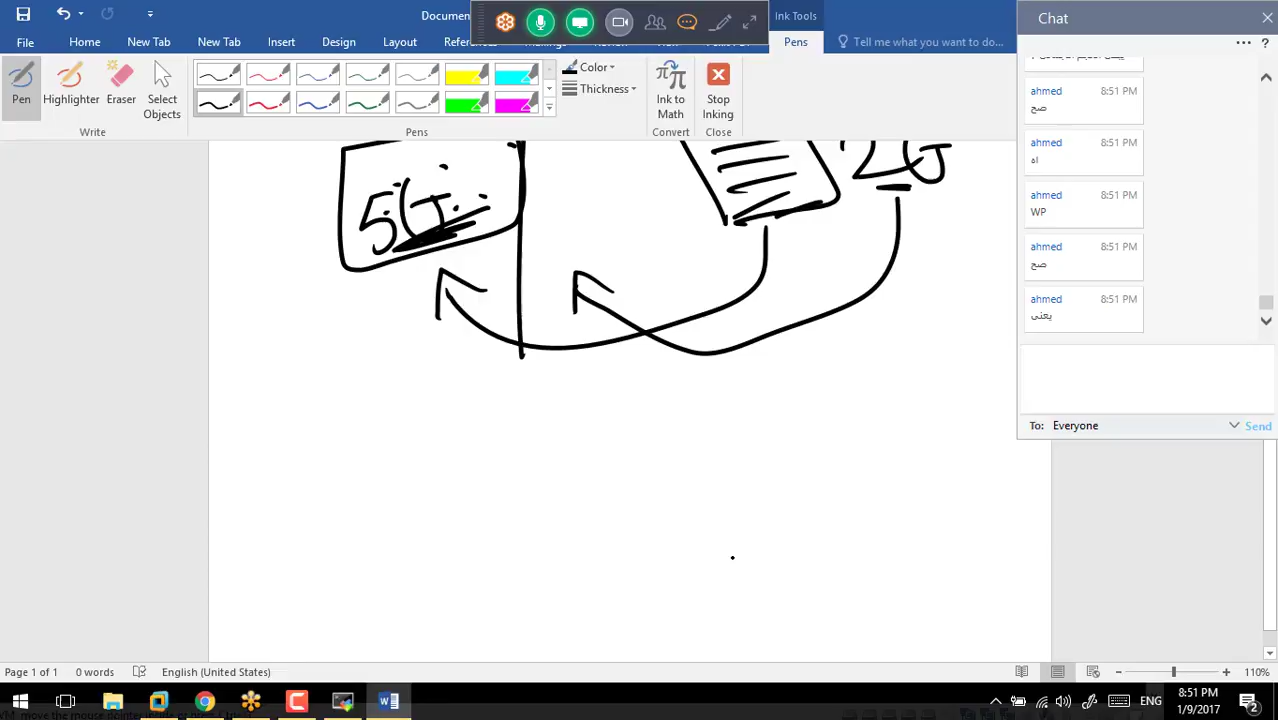 Documen
Ink Tools
Chat
File
Home
New Tab
New Tab
Insert
Design
Layout
References
Pens
Tell me what you want to do...
Pen
Highlighter
Eraser
Select
Objects
Color
Thickness
Ink to
Math
Stop
Inking
Write
Pens
Convert
Close
ahmed 8:51 PM
صح
ahmed 8:51 PM
اه
ahmed 8:51 PM
WP
ahmed 8:51 PM
صح
ahmed 8:51 PM
يعنى
5G
2G
To: Everyone
Send
Page 1 of 1
0 words
English (United States)
110%
ENG
8:51 PM
1/9/2017
2